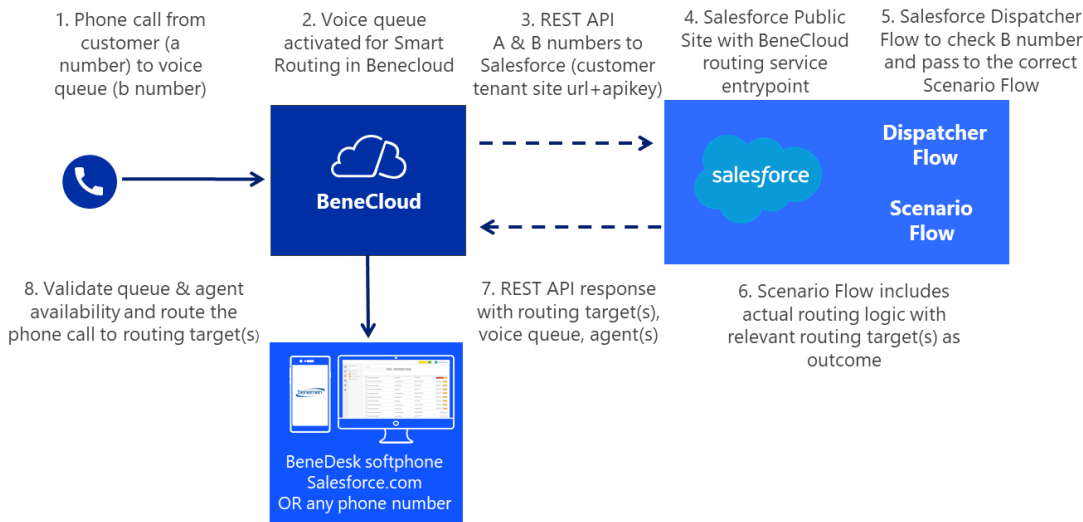 1. Phone call from
customer (a
number) to voice
queue (b number)
2. Voice queue
activated for Smart
Routing in Benecloud
3. REST API
A & B numbers to
Salesforce (customer
tenant site url+apikey)
4. Salesforce Public
Site with BeneCloud
routing service
entrypoint
5. Salesforce Dispatcher
Flow to check B number
and pass to the correct
Scenario Flow
BeneCloud
salesforce
Dispatcher
Flow
Scenario
Flow
8. Validate queue & agent
availability and route the
phone call to routing target(s)
7. REST API response
with routing target(s),
voice queue, agent(s)
6. Scenario Flow includes
actual routing logic with
relevant routing target(s) as
outcome
benemen
BeneDesk softphone
Salesforce.com
OR any phone number